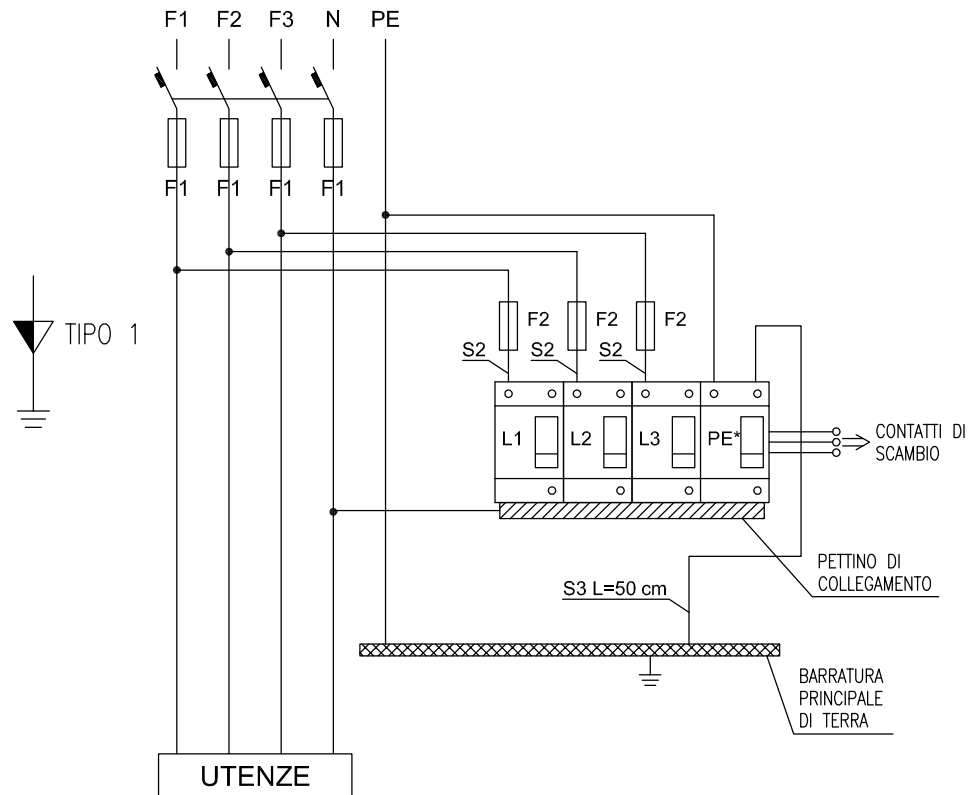 F1 F2 F3 N PE
F1 F1 F1 F1
TIPO 1
F2 F2 F2
S2 S2 S2
L1 L2 L3 PE*
CONTATTI DI
SCAMBIO
PETTINO DI
COLLEGAMENTO
S3 L=50 cm
BARRATURA
PRINCIPALE
DI TERRA
UTENZE